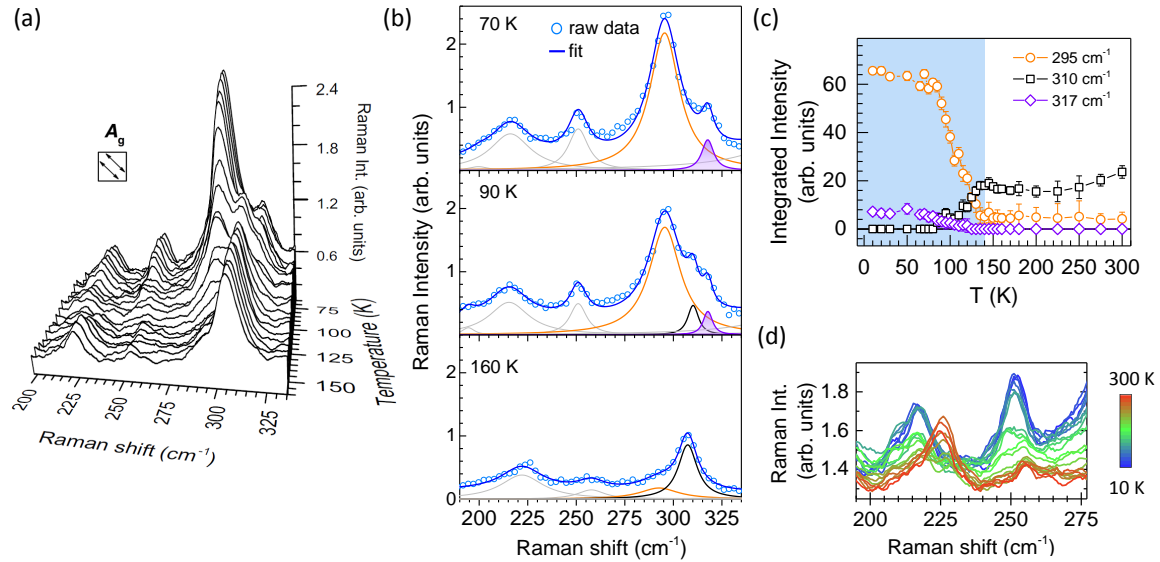 (a)
A_g
2.4
1.8
1.2
0.6
Raman Int. (arb. units)
75
100
125
150
Temperature (K)
200
225
250
275
300
325
Raman shift (cm⁻¹)
(b)
70 K
raw data
fit
2
1
90 K
2
1
0
160 K
2
1
0
Raman Intensity (arb. units)
200 225 250 275 300 325
Raman shift (cm⁻¹)
(c)
295 cm⁻¹
310 cm⁻¹
317 cm⁻¹
60
40
20
0
Integrated Intensity
(arb. units)
0 50 100 150 200 250 300
T (K)
(d)
1.8
1.6
1.4
Raman Int.
(arb. units)
300 K
10 K
200 225 250 275
Raman shift (cm⁻¹)